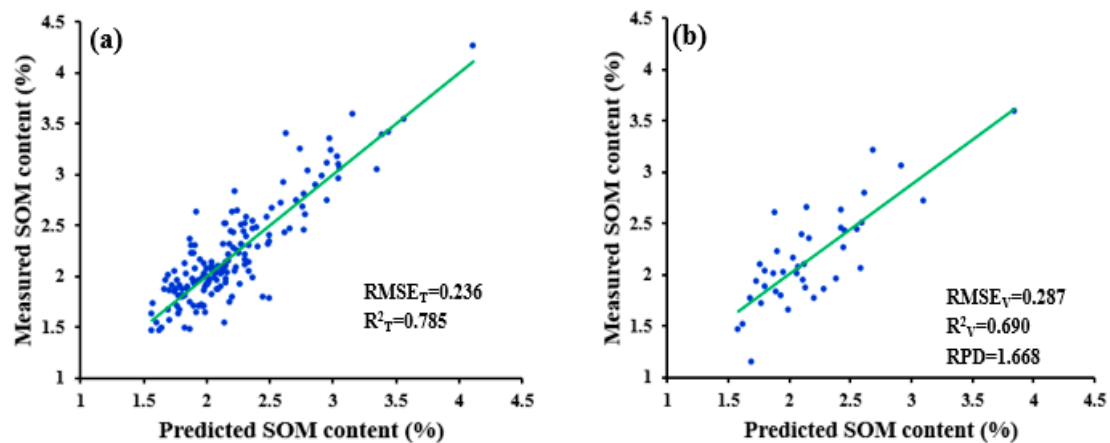 (a)
Measured SOM content (%)
4.5
4
3.5
3
2.5
2
1.5
1
RMSE_T=0.236
R²_T=0.785
1 1.5 2 2.5 3 3.5 4 4.5
Predicted SOM content (%)
(b)
Measured SOM content (%)
4.5
4
3.5
3
2.5
2
1.5
1
RMSE_V=0.287
R²_V=0.690
RPD=1.668
1 1.5 2 2.5 3 3.5 4 4.5
Predicted SOM content (%)